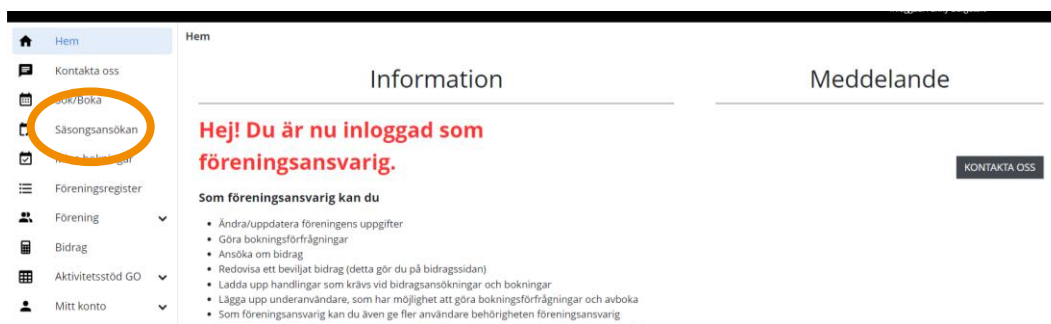 Hem
Kontakta oss
Sök/Boka
Säsongsansökan
Mina bokningar
Föreningsregister
Förening
Bidrag
Aktivitetsstöd GO
Mitt konto
Hem
Information
Hej! Du är nu inloggad som
föreningsansvarig.
Som föreningsansvarig kan du
• Ändra/uppdatera föreningens uppgifter
• Göra bokningsförfrågningar
• Ansöka om bidrag
• Redovisa ett beviljat bidrag (detta gör du på bidragssidan)
• Ladda upp handlingar som krävs vid bidragsansökningar och bokningar
• Lägga upp underanvändare, som har möjlighet att göra bokningsförfrågningar och avboka
• Som föreningsansvarig kan du även ge fler användare behörigheten föreningsansvarig
Meddelande
KONTAKTA OSS